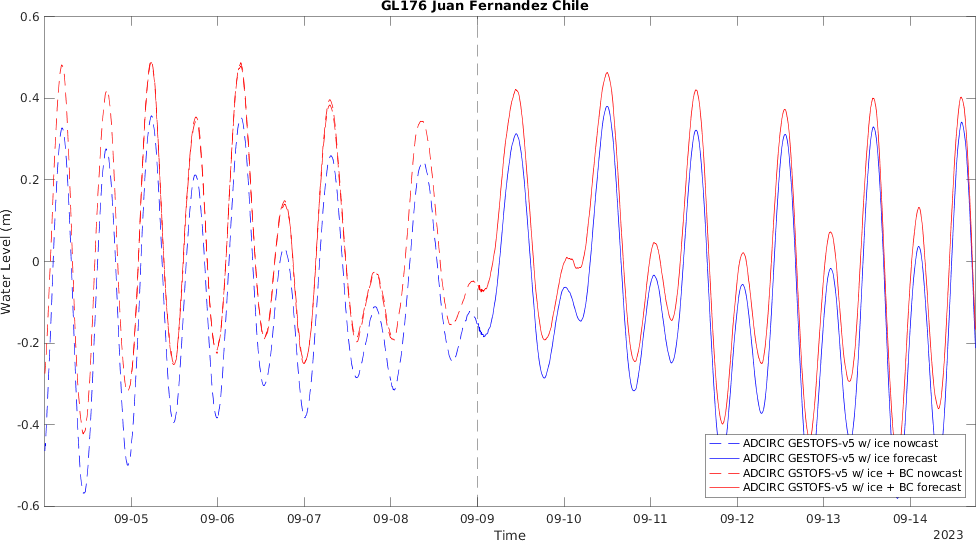 GL176 Juan Fernandez Chile
0.6
0.4
0.2
0
-0.2
-0.4
-0.6
Water Level (m)
ADCIRC GESTOFS-v5 w/ ice nowcast
ADCIRC GESTOFS-v5 w/ ice forecast
ADCIRC GSTOFS-v5 w/ ice + BC nowcast
ADCIRC GSTOFS-v5 w/ ice + BC forecast
09-05 09-06 09-07 09-08 09-09 09-10 09-11 09-12 09-13 09-14
Time
2023